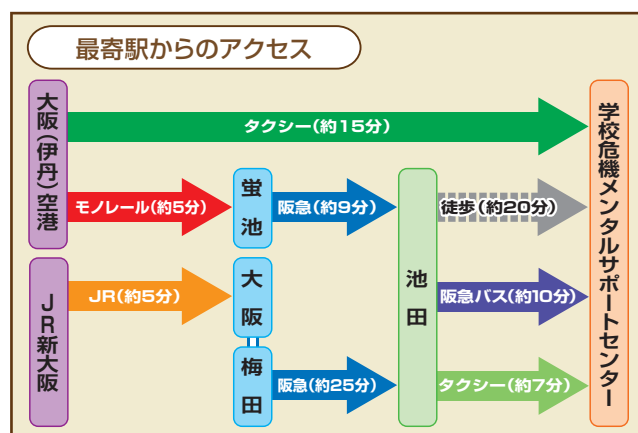 最寄駅からのアクセス
大阪(伊丹)空港
タクシー(約15分)
学校危機メンタルサポートセンター
モノレール(約5分)
蛍池
阪急(約9分)
池田
徒歩(約20分)
JR新大阪
JR(約5分)
大阪
阪急バス(約10分)
梅田
阪急(約25分)
タクシー(約7分)